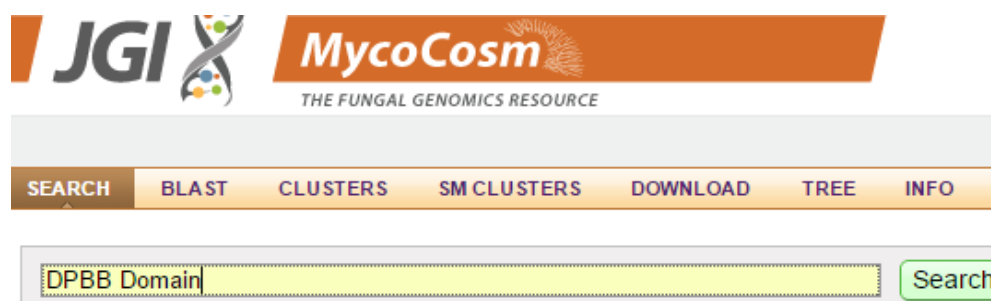 JGI MycoCosm
THE FUNGAL GENOMICS RESOURCE
SEARCH BLAST CLUSTERS SM CLUSTERS DOWNLOAD TREE INFO
DPBB Domain Search